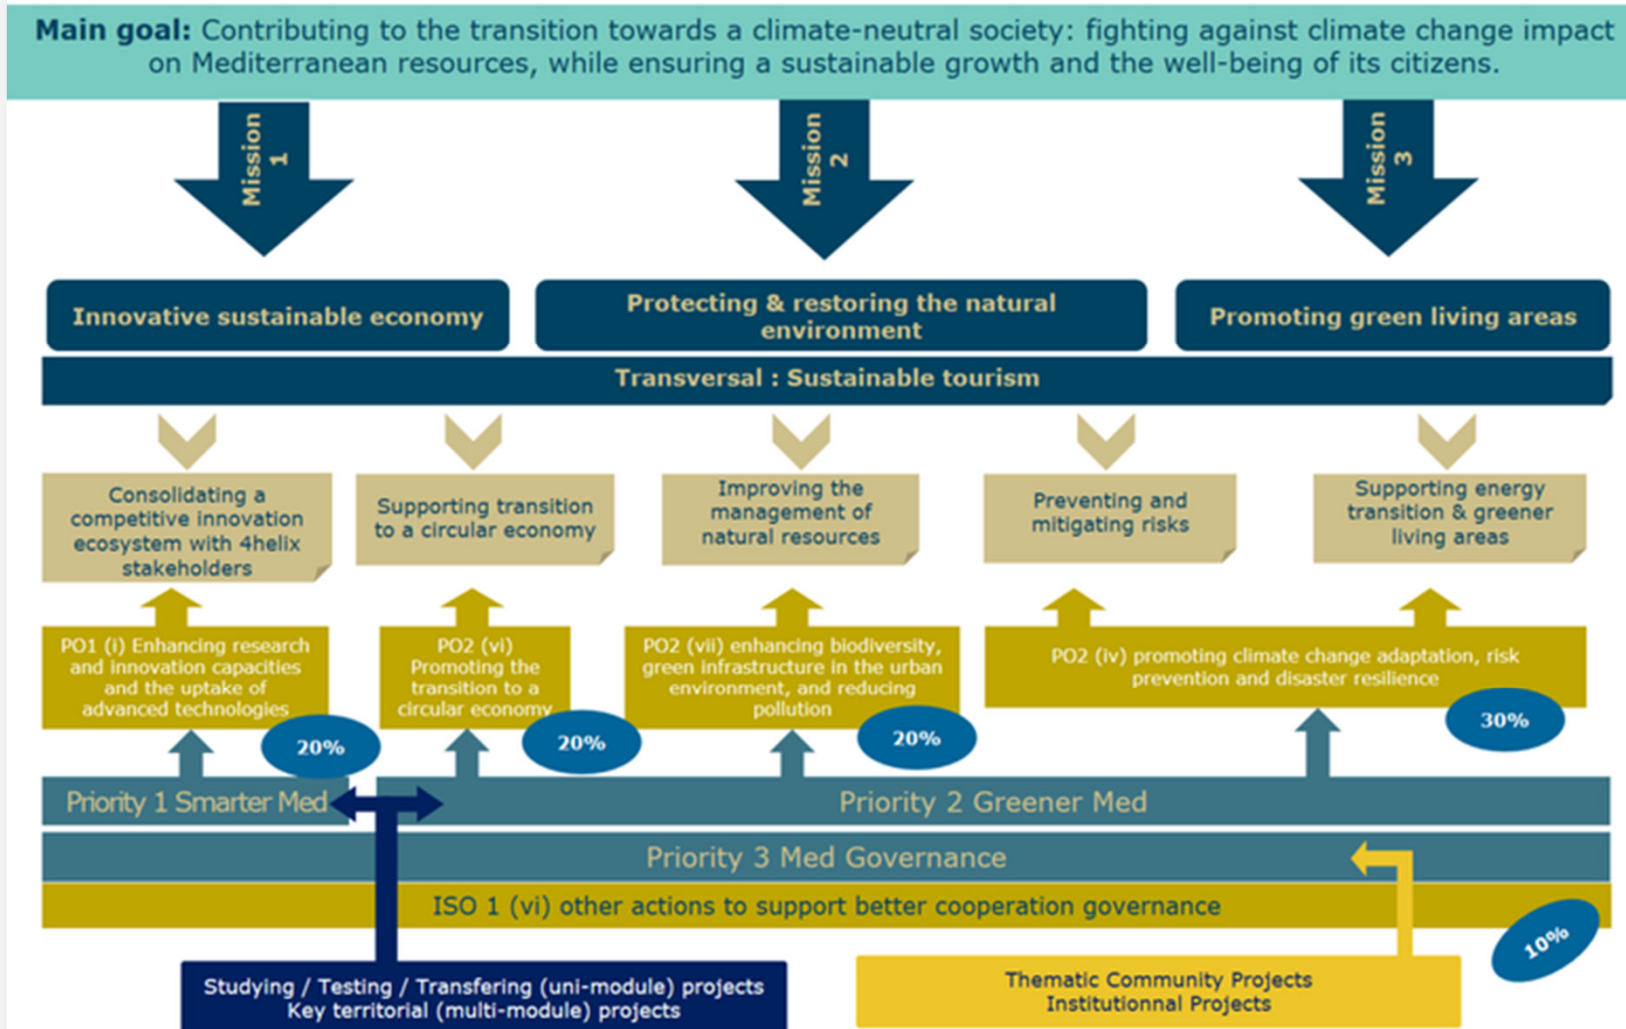 Main goal: Contributing to the transition towards a climate-neutral society: fighting against climate change impact
on Mediterranean resources, while ensuring a sustainable growth and the well-being of its citizens.
Mission
1
Mission
2
Mission
3
Innovative sustainable economy
Protecting & restoring the natural
environment
Promoting green living areas
Transversal : Sustainable tourism
Consolidating a
competitive innovation
ecosystem with 4helix
stakeholders
Supporting transition
to a circular economy
Improving the
management of
natural resources
Preventing and
mitigating risks
Supporting energy
transition & greener
living areas
PO1 (i) Enhancing research
and innovation capacities
and the uptake of
advanced technologies
20%
PO2 (vi)
Promoting the
transition to a
circular economy
20%
PO2 (vii) enhancing biodiversity,
green infrastructure in the urban
environment, and reducing
pollution
20%
PO2 (iv) promoting climate change adaptation, risk
prevention and disaster resilience
30%
Priority 1 Smarter Med
Priority 2 Greener Med
Priority 3 Med Governance
ISO 1 (vi) other actions to support better cooperation governance
10%
Studying / Testing / Transfering (uni-module) projects
Key territorial (multi-module) projects
Thematic Community Projects
Institutionnal Projects